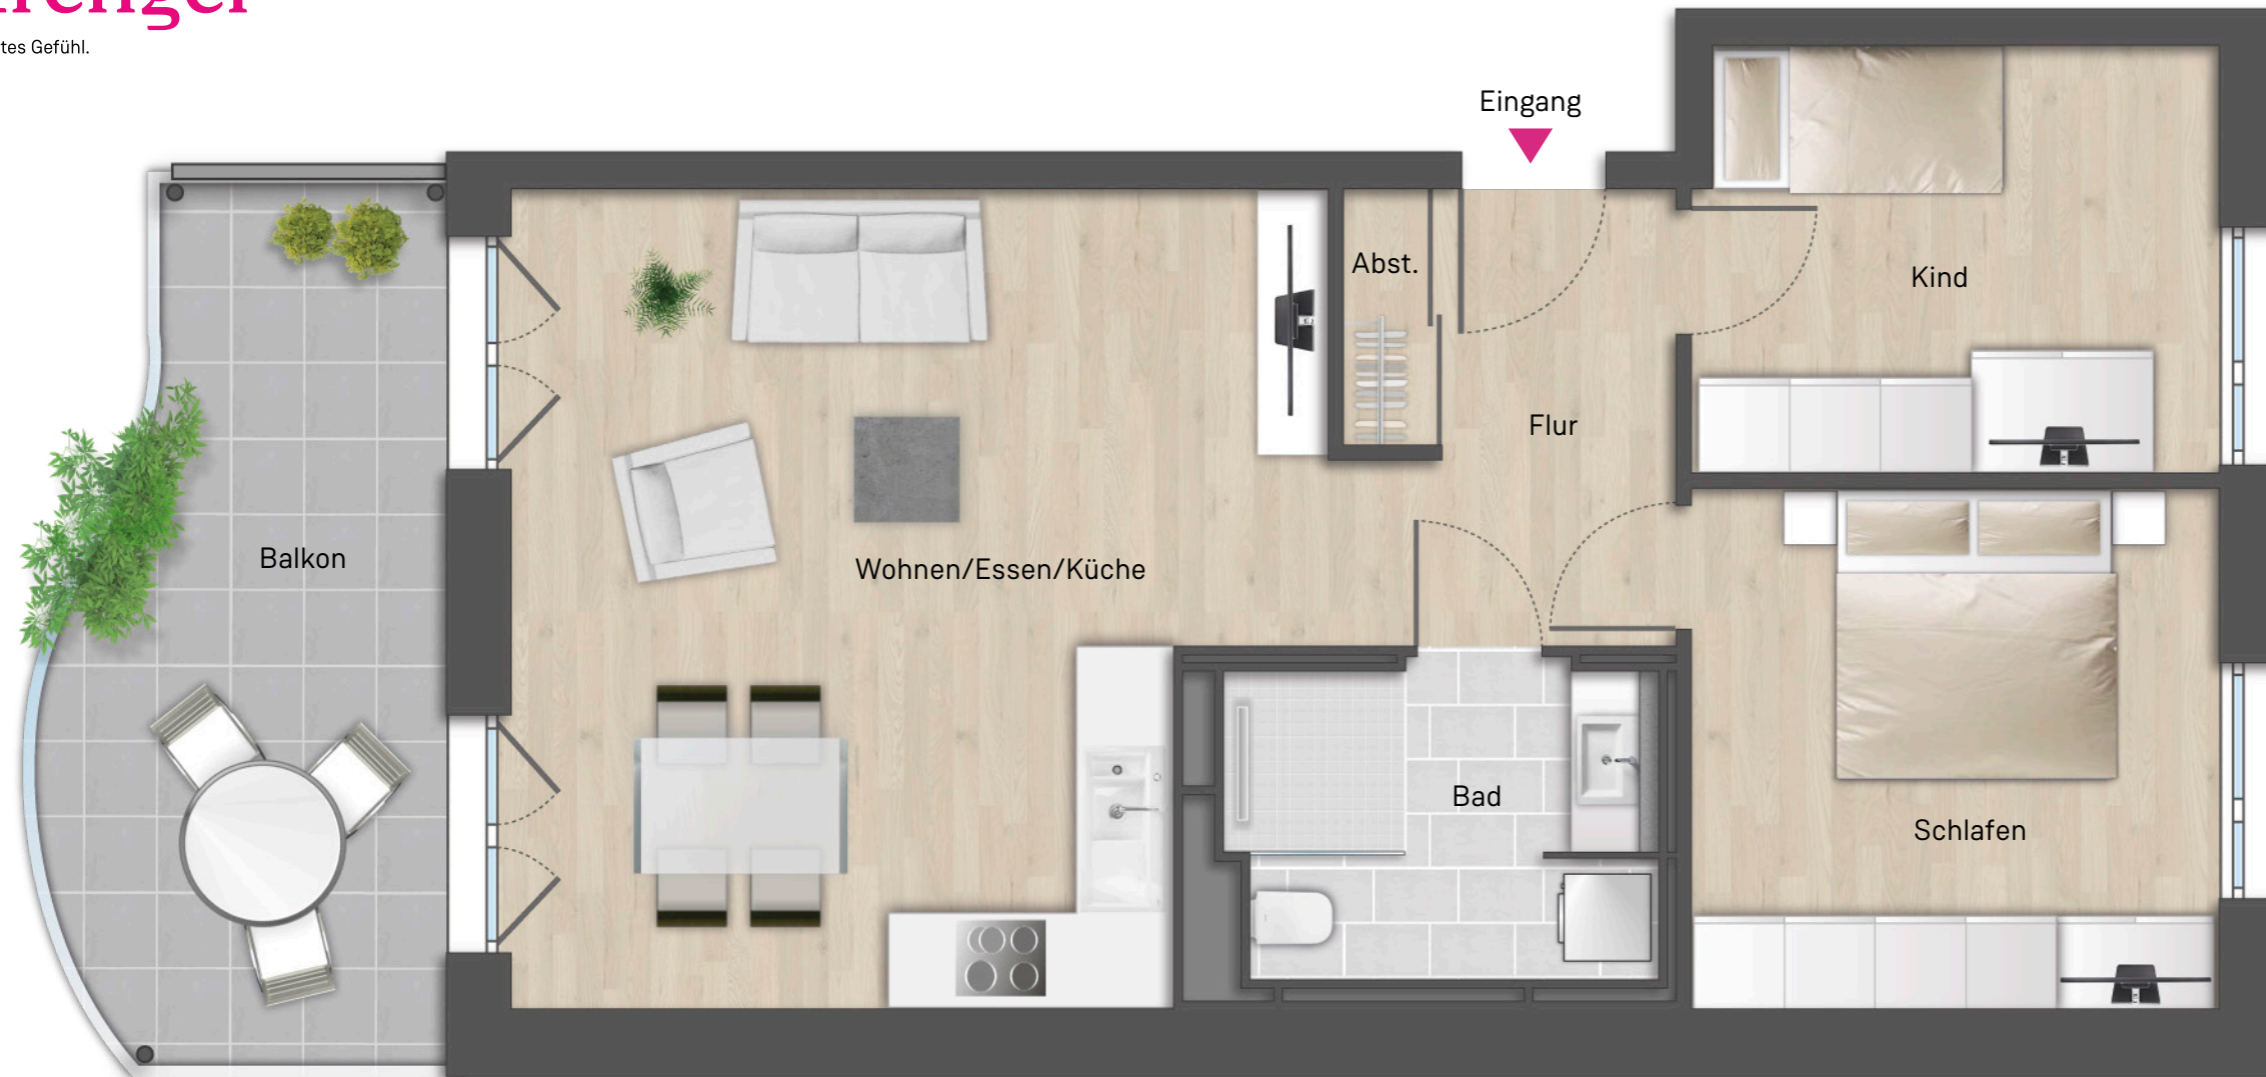 tes Gefühl.
Eingang
Abst.
Kind
Flur
Balkon
Wohnen/Essen/Küche
Bad
Schlafen